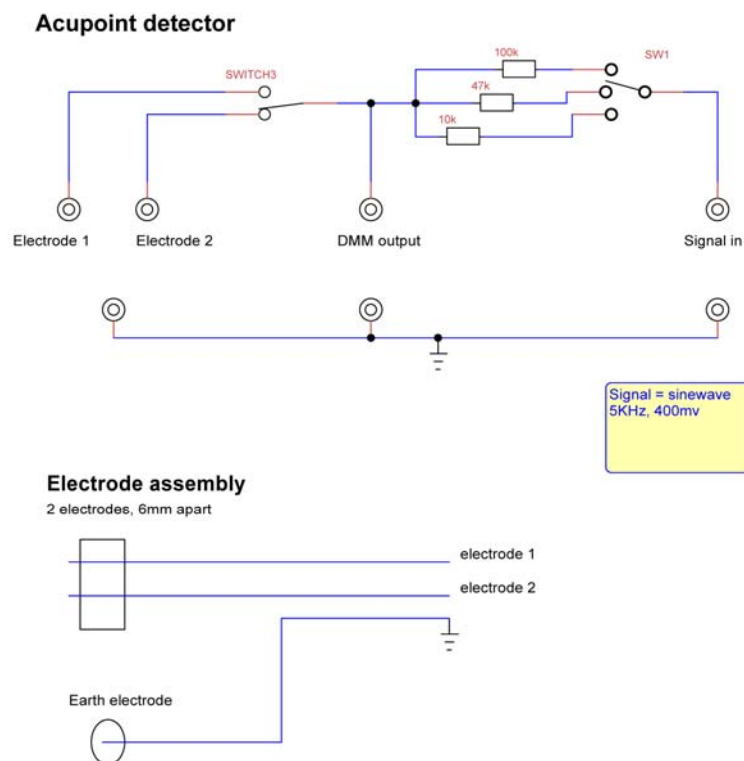 Acupoint detector
100k
SW1
SWITCH3
47k
10k
Electrode 1
Electrode 2
DMM output
Signal in
Signal = sinewave
5KHz, 400mv
Electrode assembly
2 electrodes, 6mm apart
electrode 1
electrode 2
Earth electrode